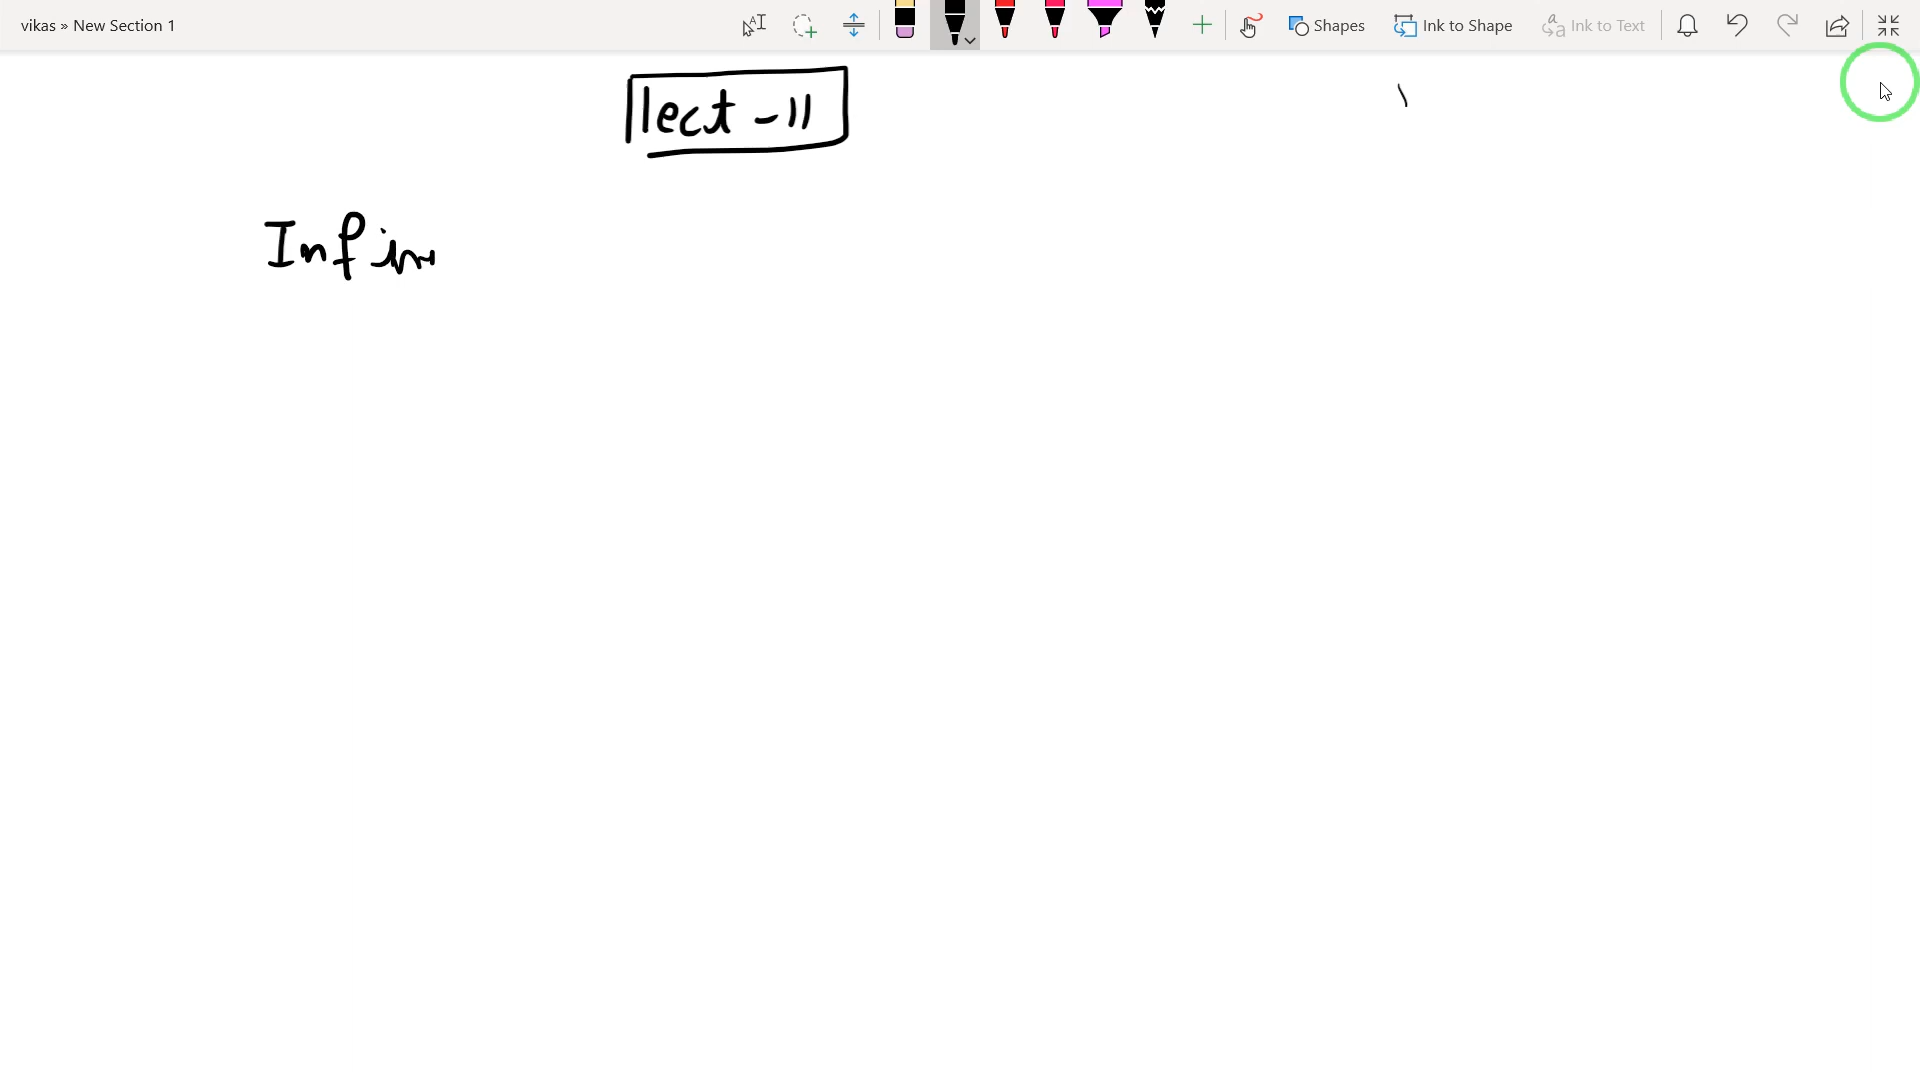 vikas » New Section 1
Shapes
Ink to Shape
Ink to Text
lect - 11
Infin